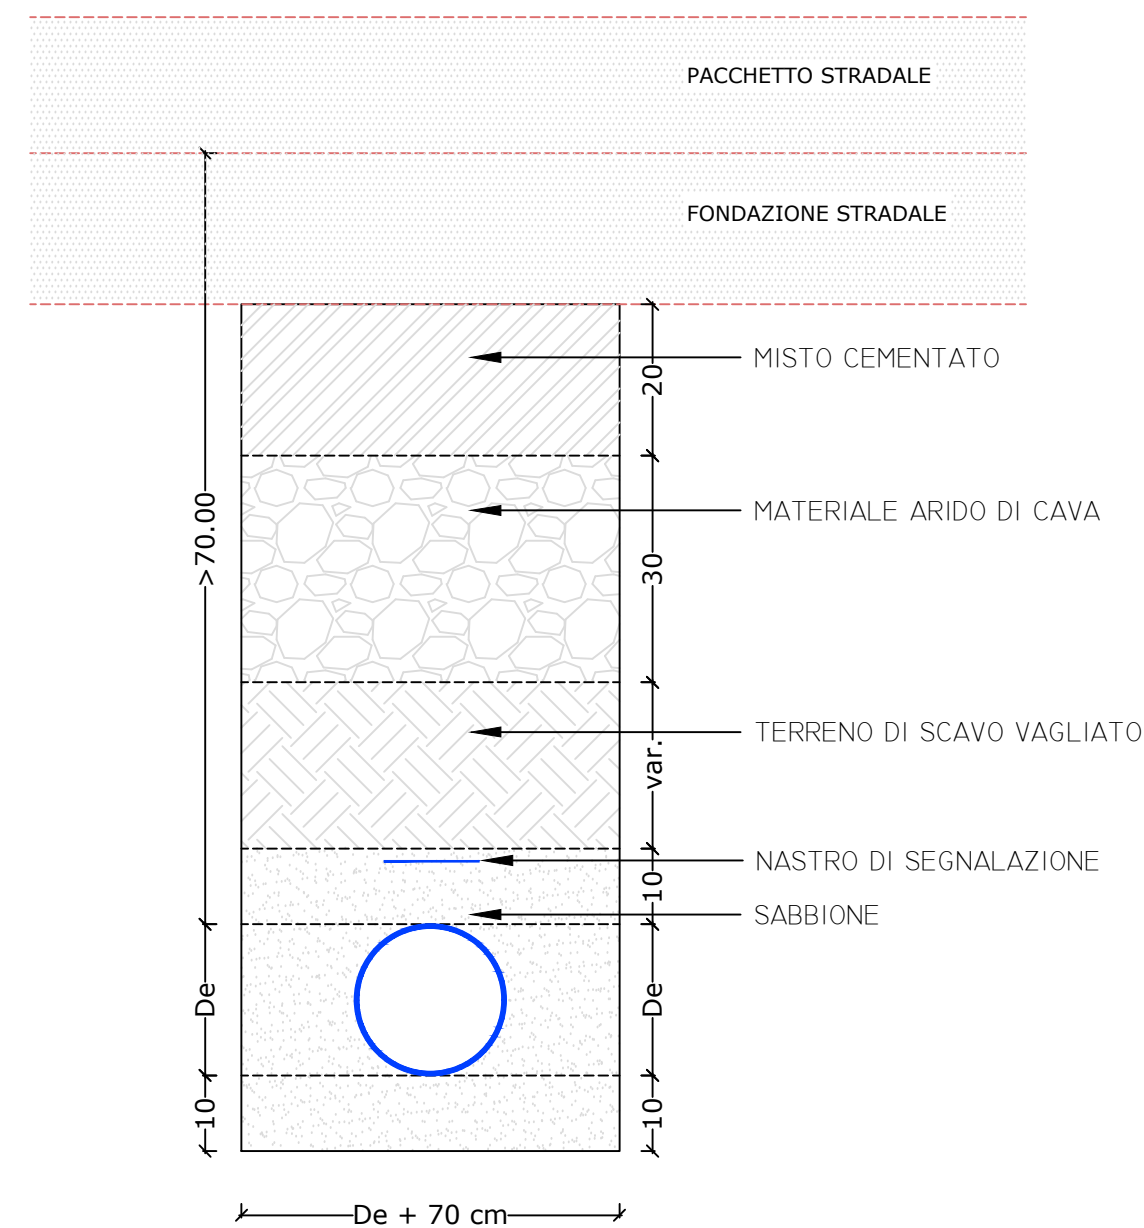 PACCHETTO STRADALE
FONDAZIONE STRADALE
MISTO CEMENTATO
20
MATERIALE ARIDO DI CAVA
>70.00
30
TERRENO DI SCAVO VAGLIATO
var.
NASTRO DI SEGNALAZIONE
10
SABBIONE
De
De
10
10
De + 70 cm